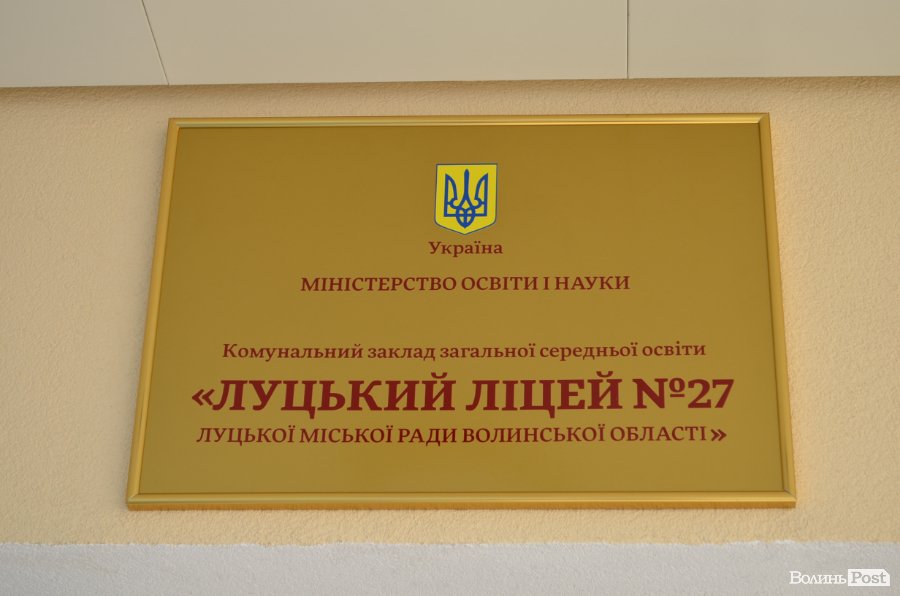 Україна
МІНІСТЕРСТВО ОСВІТИ І НАУКИ
Комунальний заклад загальної середньої освіти
«ЛУЦЬКИЙ ЛІЦЕЙ №27
ЛУЦЬКОЇ МІСЬКОЇ РАДИ ВОЛИНСЬКОЇ ОБЛАСТІ»
ВолиньPost